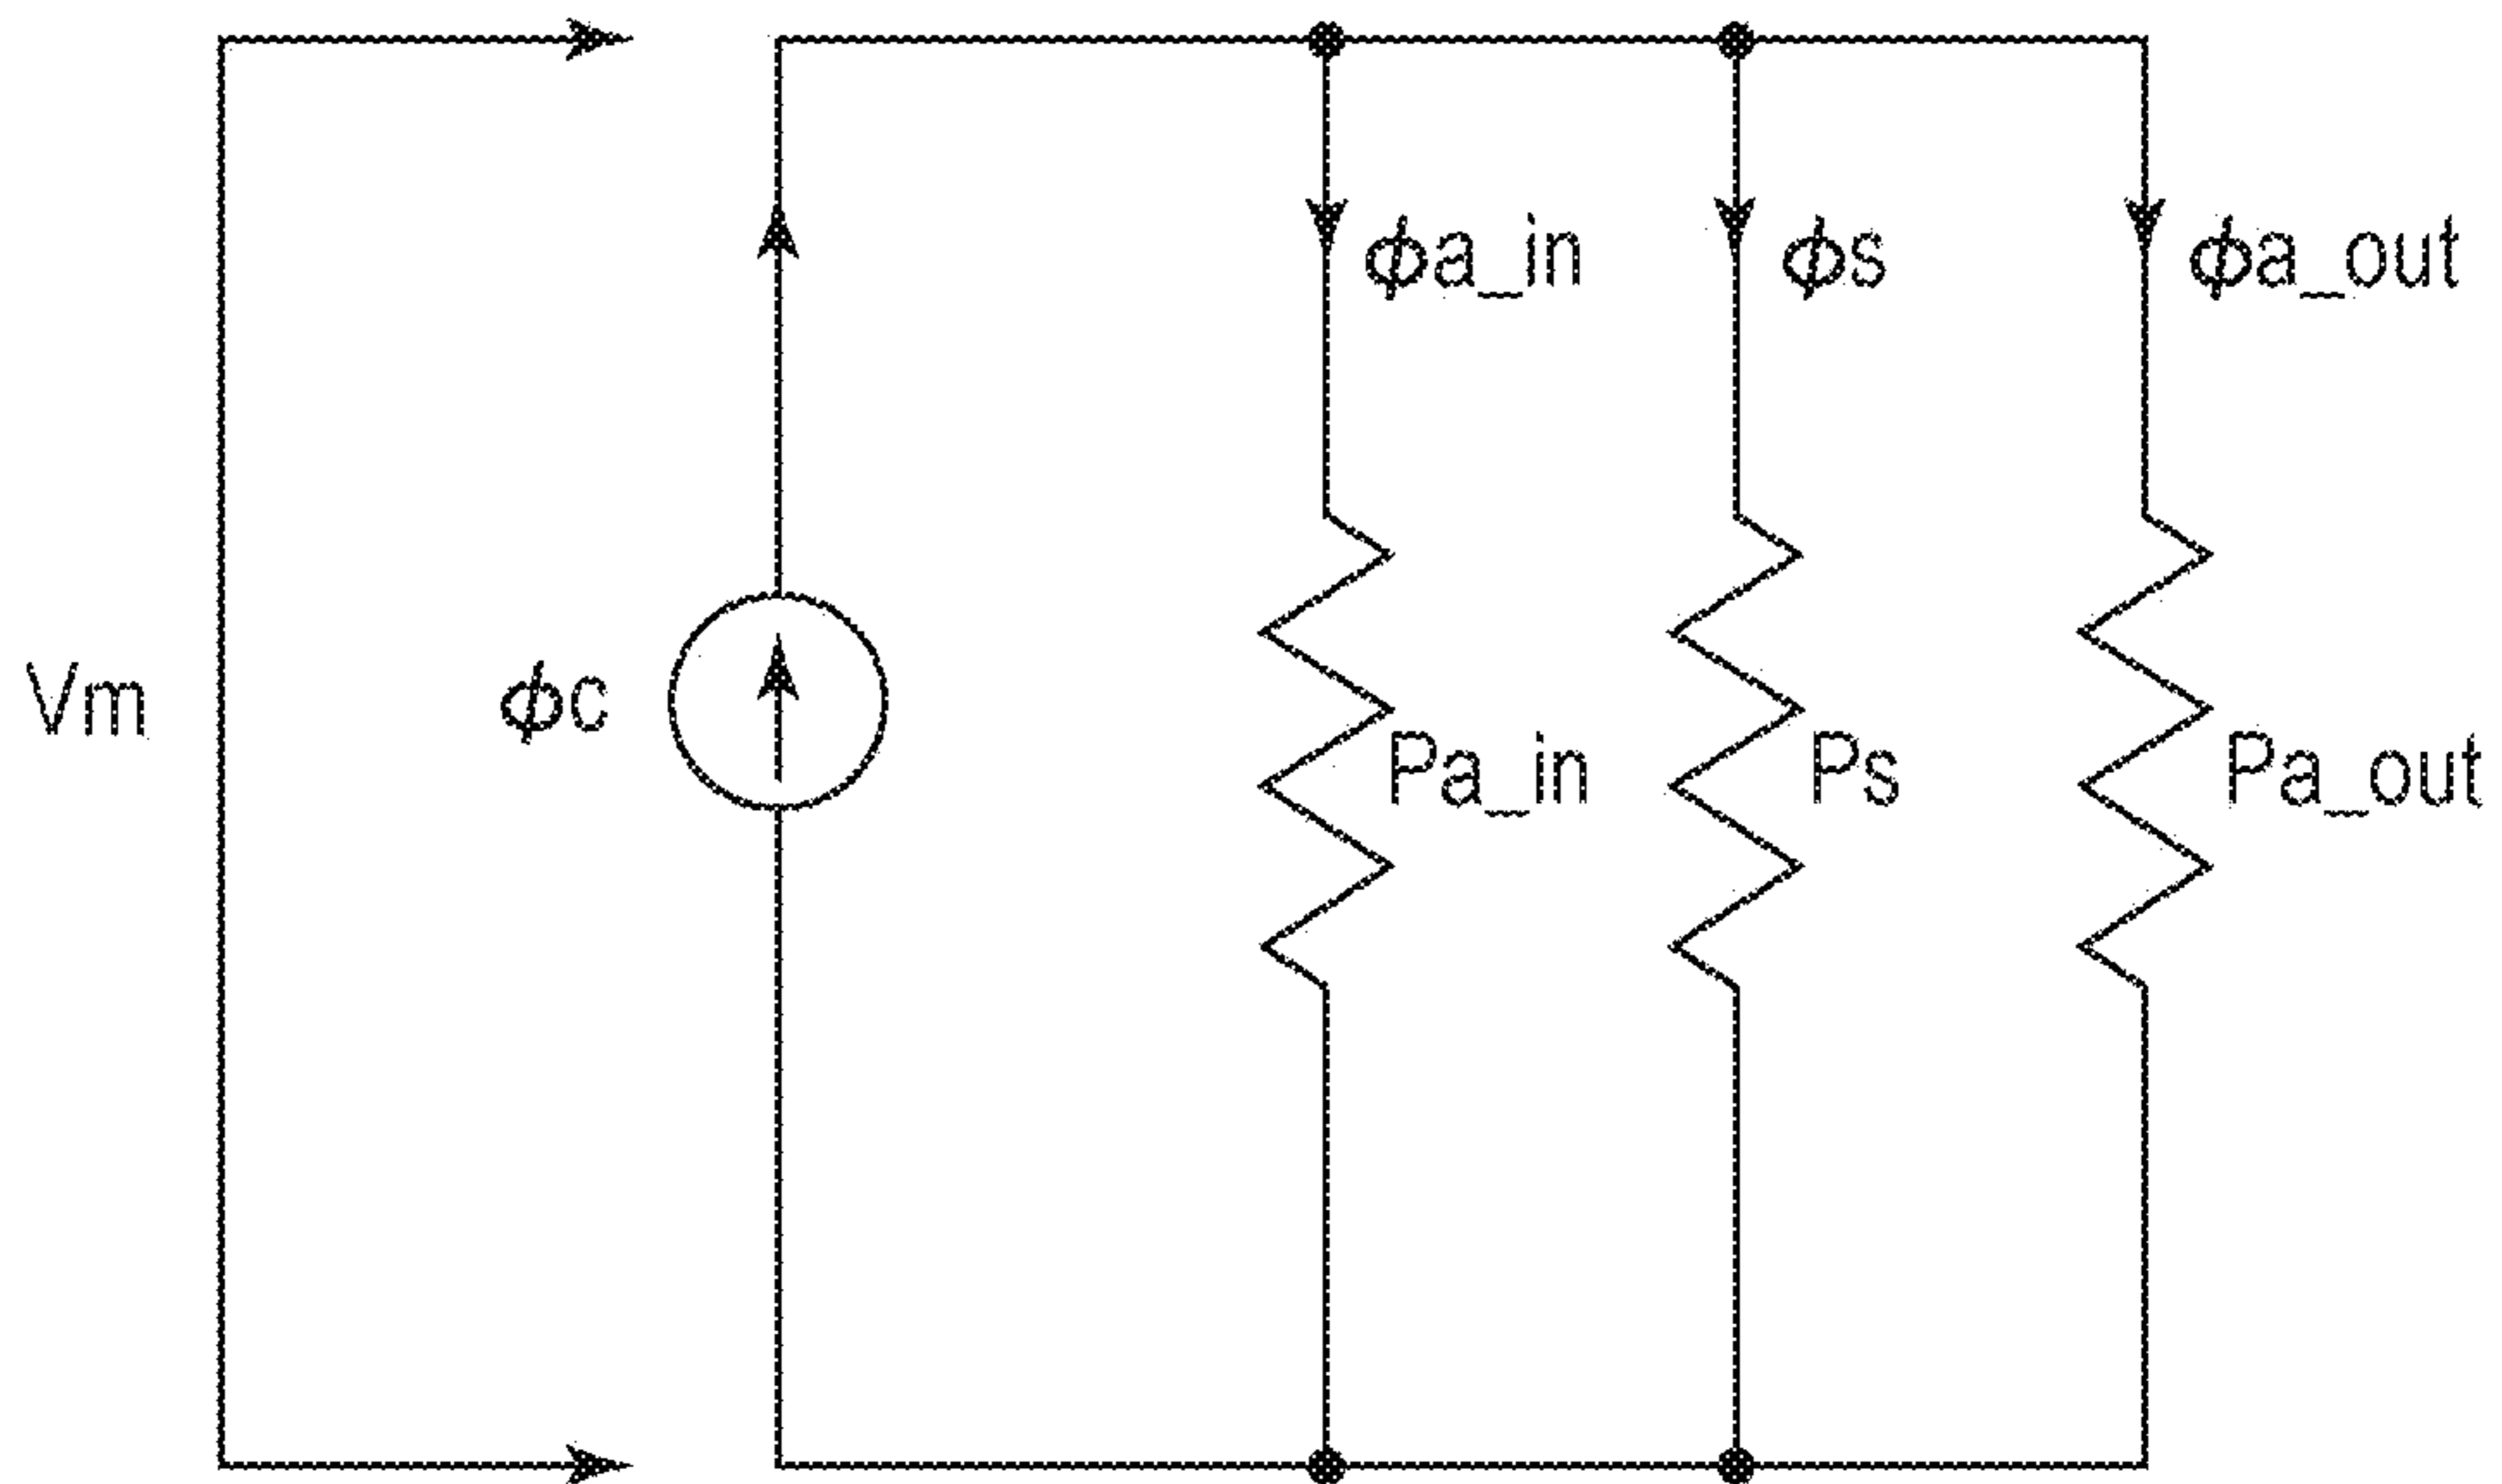 ϕa_in
ϕs
ϕa_out
Vm
ϕc
Pa_in
Ps
Pa_out